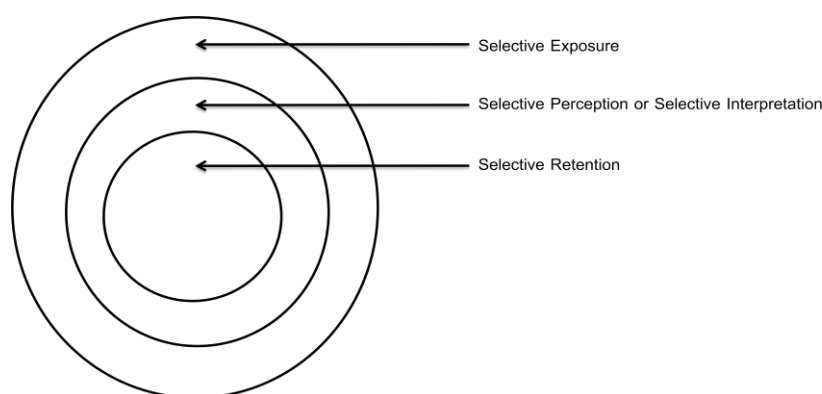 Selective Exposure
Selective Perception or Selective Interpretation
Selective Retention